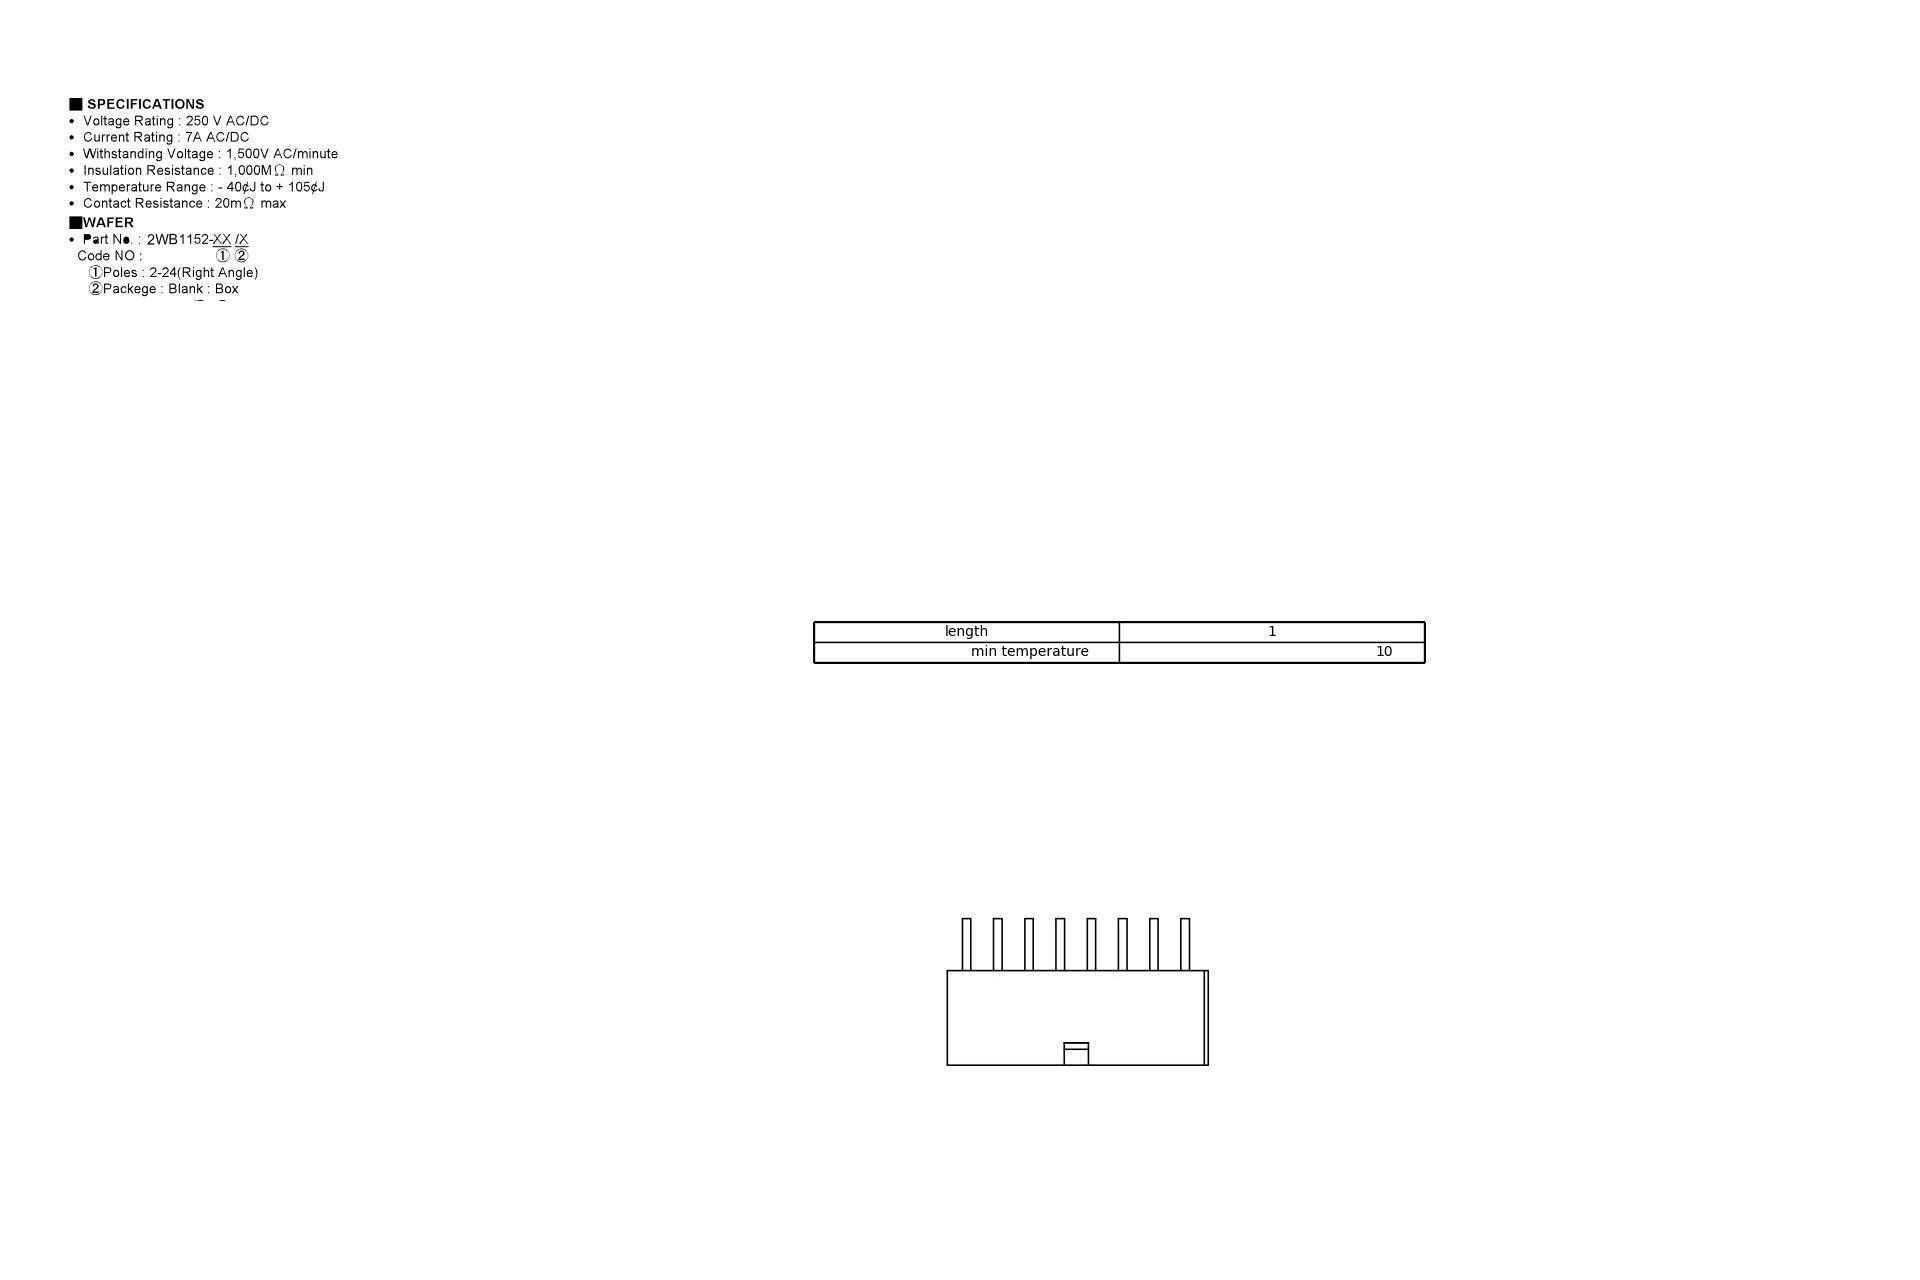 ■ SPECIFICATIONS
• Voltage Rating : 250 V AC/DC
• Current Rating : 7A AC/DC
• Withstanding Voltage : 1,500V AC/minute
• Insulation Resistance : 1,000MΩ min
• Temperature Range : - 40¢J to + 105¢J
• Contact Resistance : 20mΩ max
■WAFER
• Part No. : 2WB1152-XX /X
Code NO : ① ②
①Poles : 2-24(Right Angle)
②Packege : Blank : Box
length 1
min temperature 10